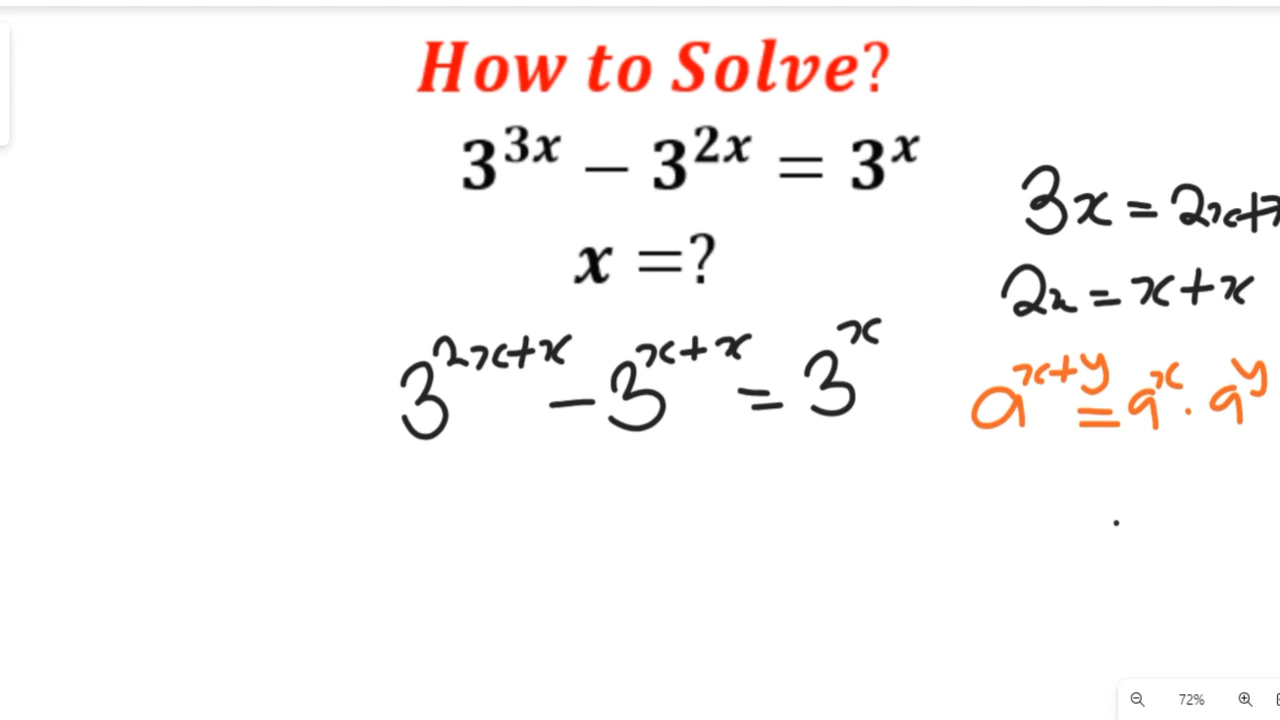 How to Solve?
3^{3x} − 3^{2x} = 3^{x}
x =?
3x = 2x+x
2x = x+x
3^{2x+x} − 3^{x+x} = 3^{x}
a^{x+y} = a^{x} · a^{y}
72%